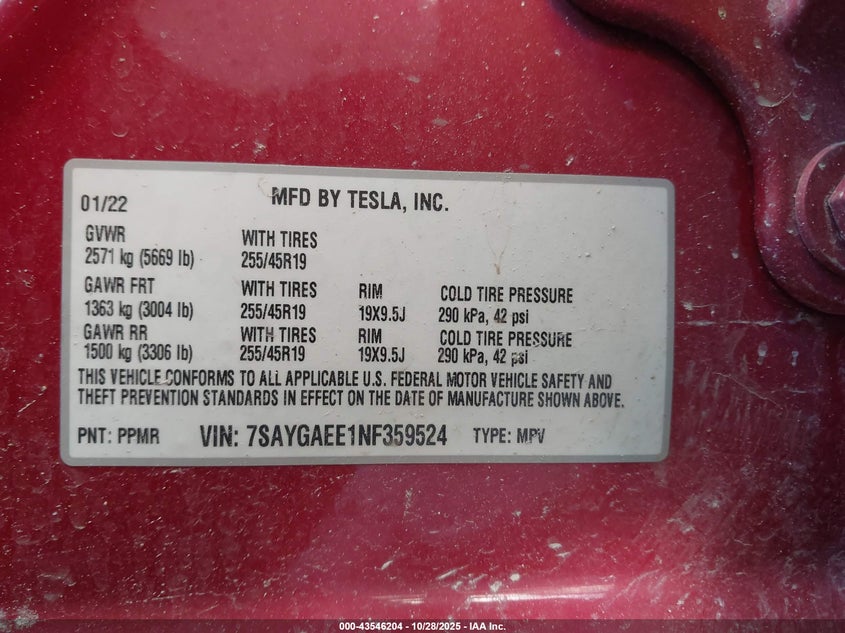 01/22 MFD BY TESLA, INC.
GVWR WITH TIRES
2571 kg (5669 lb) 255/45R19
GAWR FRT WITH TIRES RIM COLD TIRE PRESSURE
1363 kg (3004 lb) 255/45R19 19X9.5J 290 kPa, 42 psi
GAWR RR WITH TIRES RIM COLD TIRE PRESSURE
1500 kg (3306 lb) 255/45R19 19X9.5J 290 kPa, 42 psi
THIS VEHICLE CONFORMS TO ALL APPLICABLE U.S. FEDERAL MOTOR VEHICLE SAFETY AND
THEFT PREVENTION STANDARDS IN EFFECT ON THE DATE OF MANUFACTURE SHOWN ABOVE.
PNT: PPMR VIN: 7SAYGAEE1NF359524 TYPE: MPV
000-43546204 - 10/28/2025 - IAA Inc.